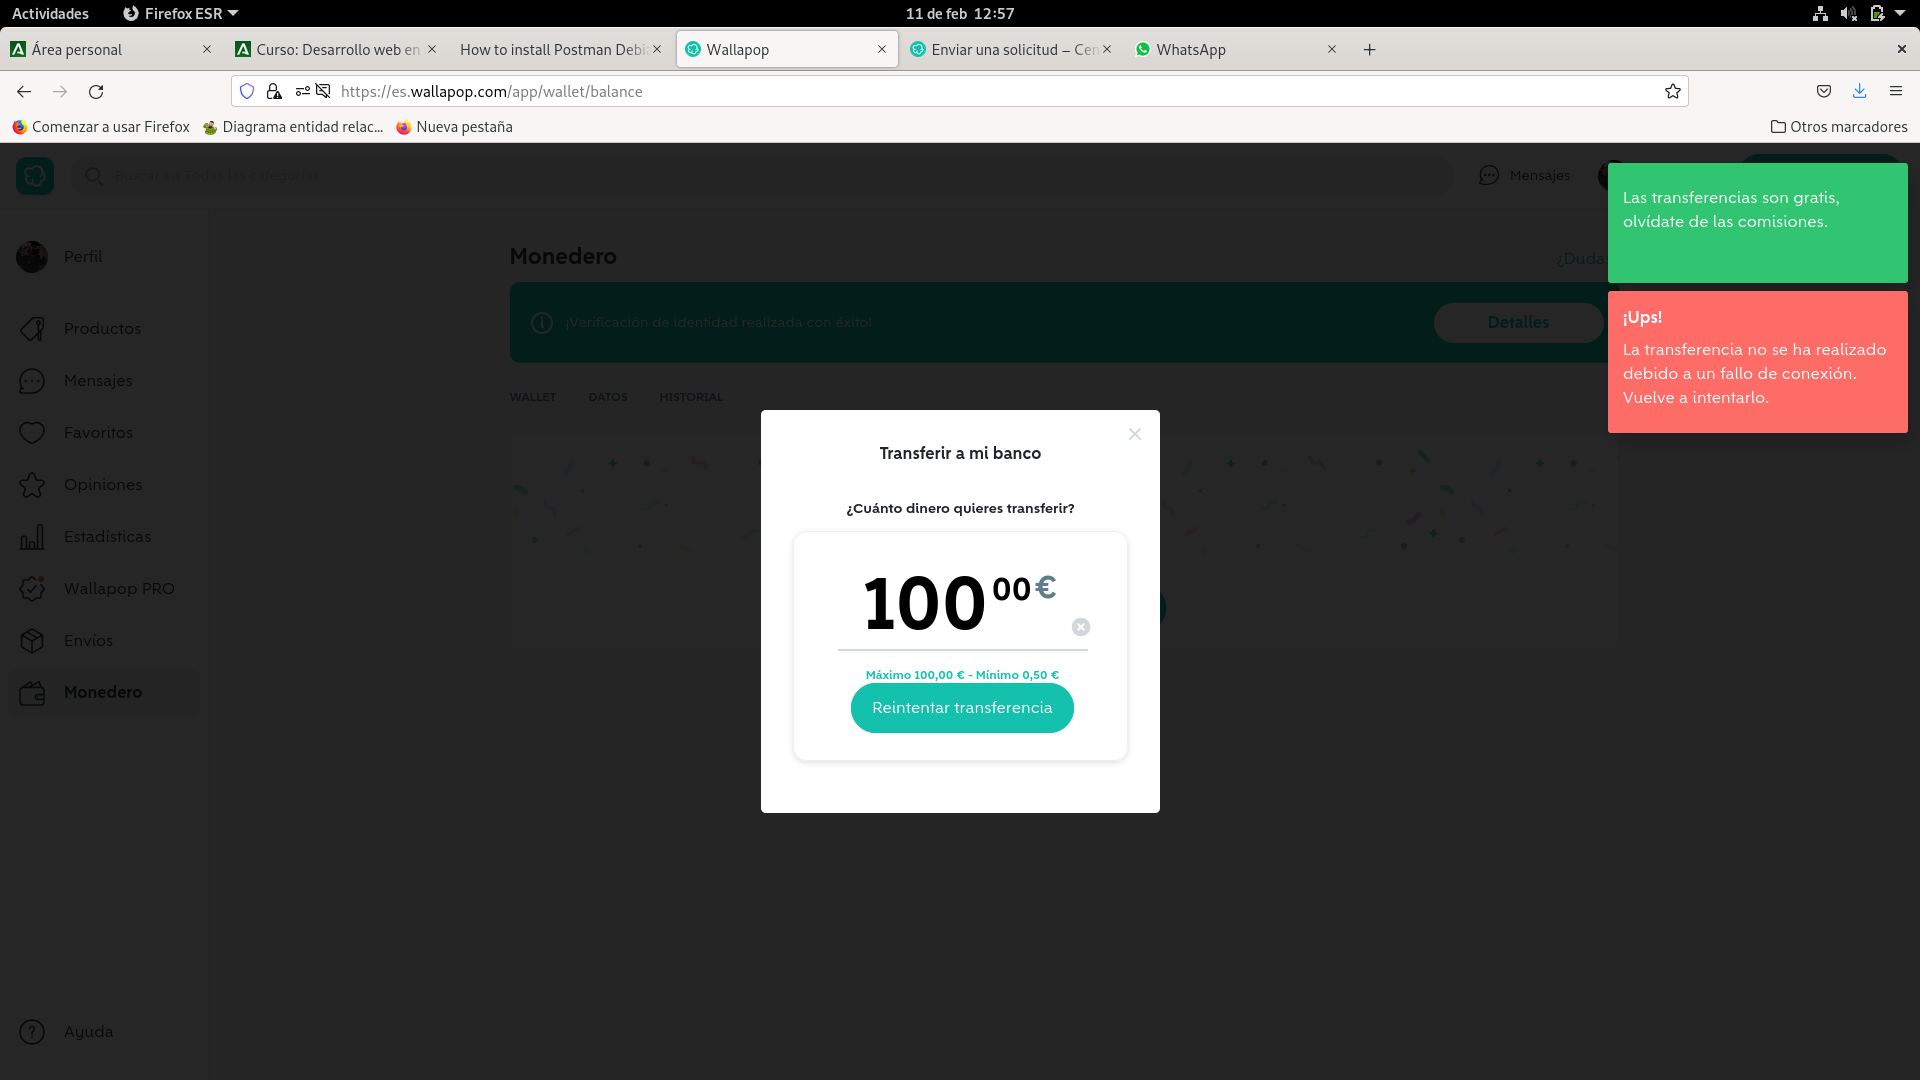 Actividades
Firefox ESR
11 de feb 12:57
Área personal
Curso: Desarrollo web en
How to install Postman Debi
Wallapop
Enviar una solicitud – Cen
WhatsApp
https://es.wallapop.com/app/wallet/balance
Comenzar a usar Firefox
Diagrama entidad relac...
Nueva pestaña
Otros marcadores
Buscar en Todas las categorías
Mensajes
Las transferencias son gratis,
olvídate de las comisiones.
Perfil
Monedero
¿Dudas
¡Verificación de identidad realizada con éxito!
Detalles
¡Ups!
La transferencia no se ha realizado
debido a un fallo de conexión.
Vuelve a intentarlo.
Productos
Mensajes
WALLET
DATOS
HISTORIAL
Favoritos
Opiniones
Estadísticas
Wallapop PRO
Envíos
Monedero
Transferir a mi banco
¿Cuánto dinero quieres transferir?
100 00 €
Máximo 100,00 € - Mínimo 0,50 €
Reintentar transferencia
Ayuda